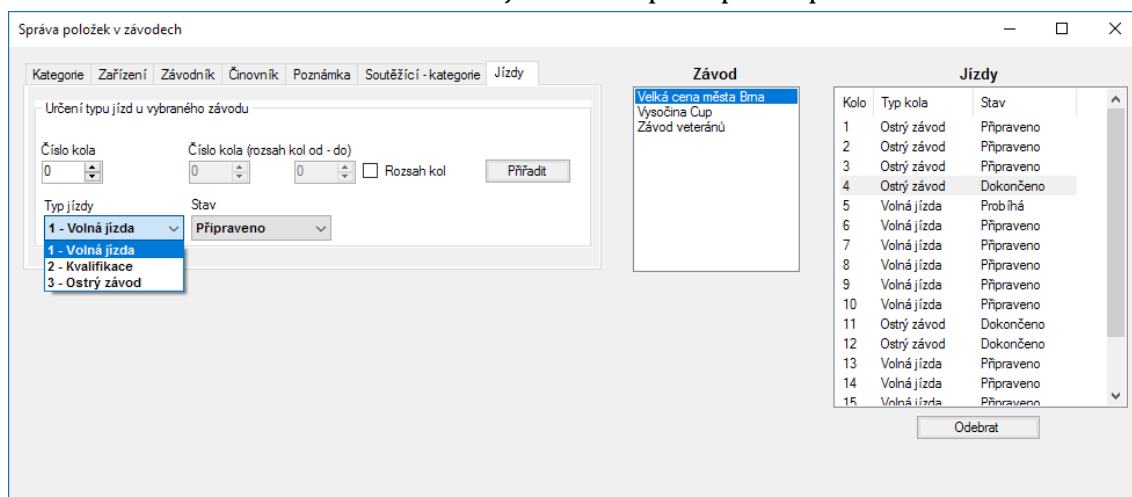 Správa položek v závodech
Kategorie Zařízení Závodník Činovník Poznámka Soutěžící - kategorie Jízdy
Určení typu jízd u vybraného závodu
Číslo kola Číslo kola (rozsah kol od - do)
0 0 0 Rozsah kol Přiřadit
Typ jízdy Stav
1 - Volná jízda Připraveno
1 - Volná jízda
2 - Kvalifikace
3 - Ostrý závod
Závod
Velká cena města Brna
Vysočina Cup
Závod veteránů
Jízdy
Kolo Typ kola Stav
1 Ostrý závod Připraveno
2 Ostrý závod Připraveno
3 Ostrý závod Připraveno
4 Ostrý závod Dokončeno
5 Volná jízda Probíhá
6 Volná jízda Připraveno
7 Volná jízda Připraveno
8 Volná jízda Připraveno
9 Volná jízda Připraveno
10 Volná jízda Připraveno
11 Ostrý závod Dokončeno
12 Ostrý závod Dokončeno
13 Volná jízda Připraveno
14 Volná jízda Připraveno
15 Volná jízda Připraveno
Odebrat